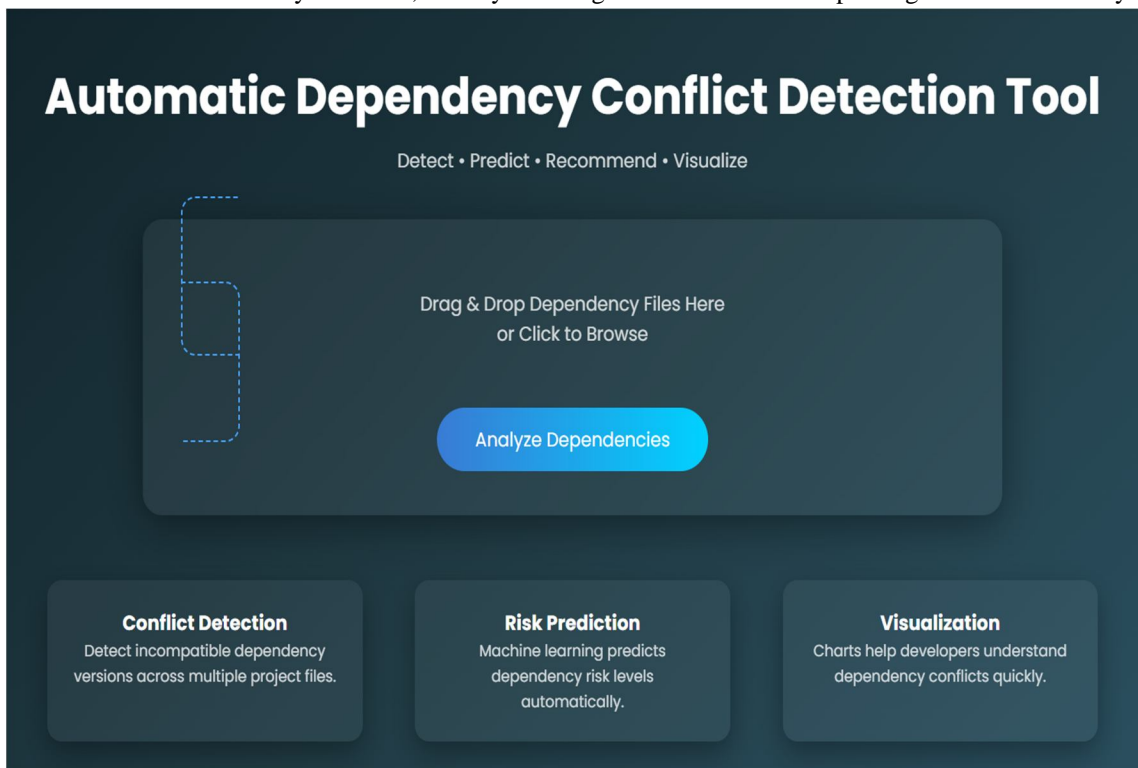 Automatic Dependency Conflict Detection Tool
Detect • Predict • Recommend • Visualize
Drag & Drop Dependency Files Here
or Click to Browse
Analyze Dependencies
Conflict Detection
Detect incompatible dependency
versions across multiple project files.
Risk Prediction
Machine learning predicts
dependency risk levels
automatically.
Visualization
Charts help developers understand
dependency conflicts quickly.